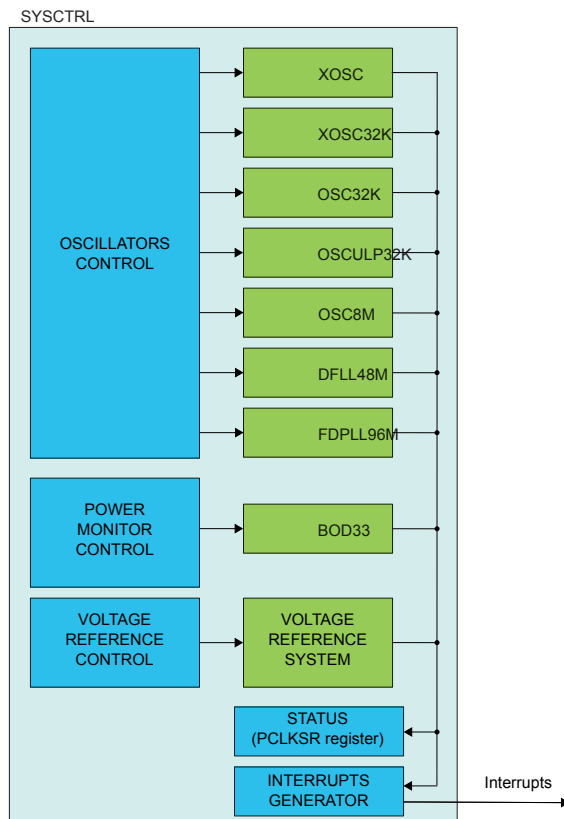 SYSCTRL
XOSC
XOSC32K
OSC32K
OSCILLATORS
CONTROL
OSCULP32K
OSC8M
DFLL48M
FDPLL96M
POWER
MONITOR
CONTROL
BOD33
VOLTAGE
REFERENCE
CONTROL
VOLTAGE
REFERENCE
SYSTEM
STATUS
(PCLKSR register)
INTERRUPTS
GENERATOR
Interrupts